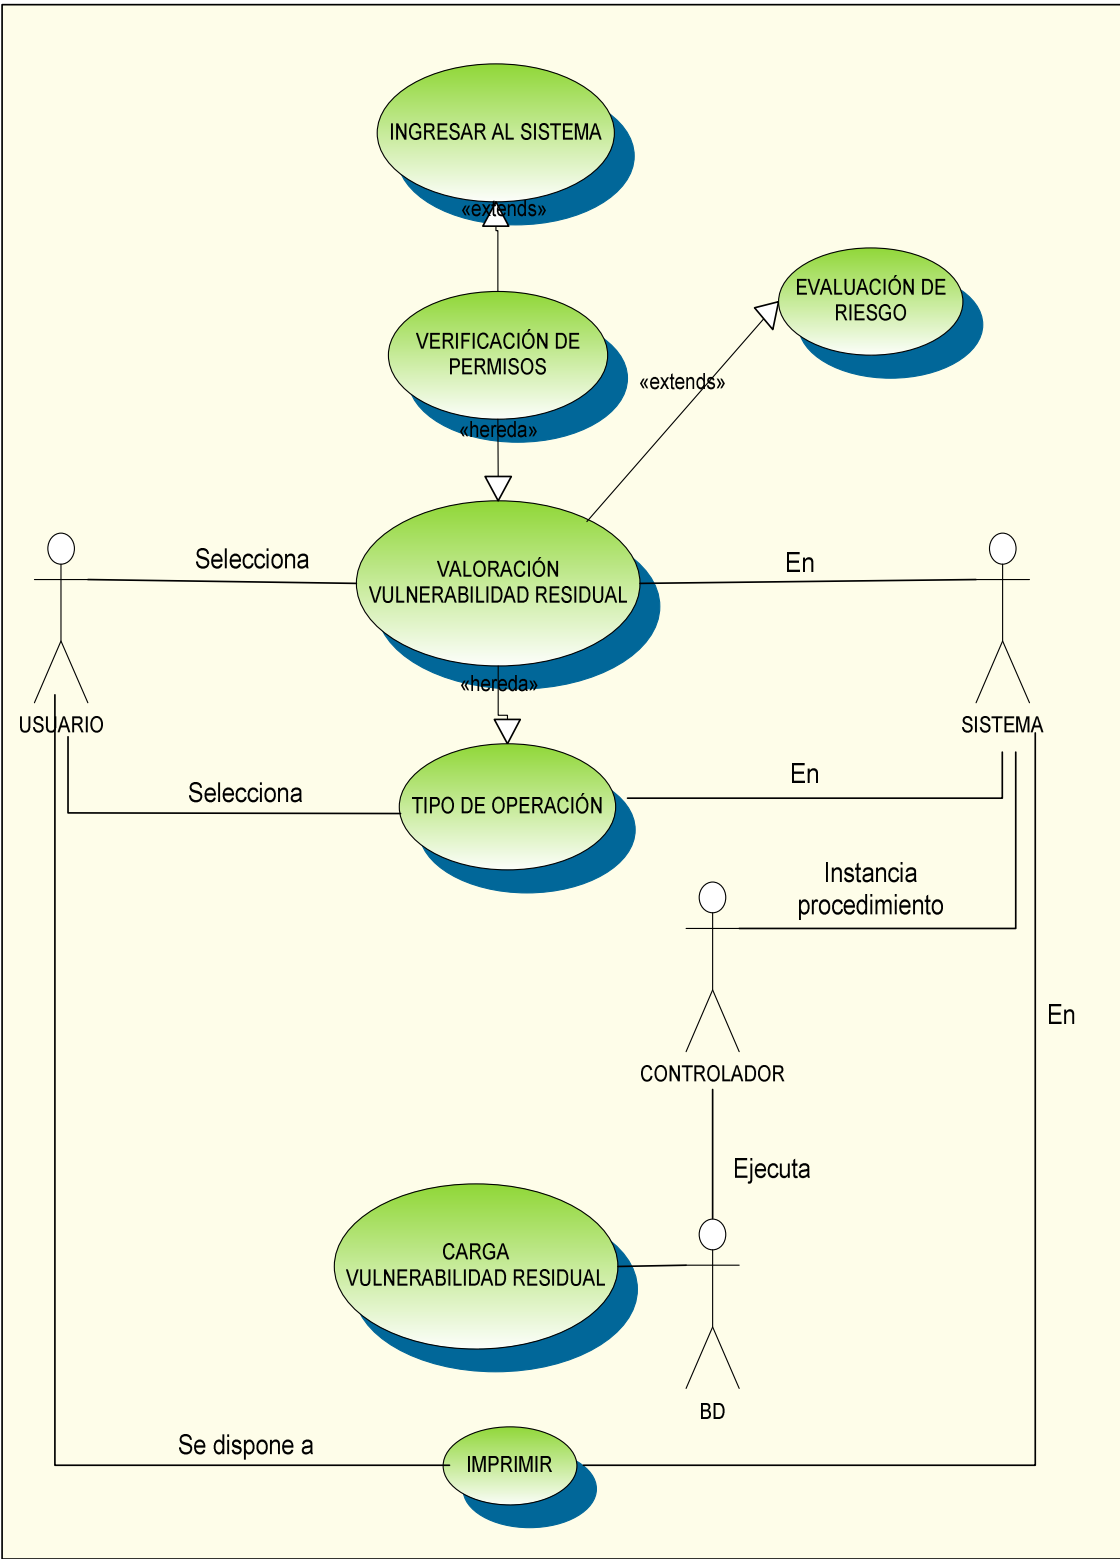 INGRESAR AL SISTEMA
«extends»
EVALUACIÓN DE
RIESGO
VERIFICACIÓN DE
PERMISOS
«extends»
«hereda»
Selecciona
VALORACIÓN
VULNERABILIDAD RESIDUAL
En
«hereda»
USUARIO
SISTEMA
Selecciona
TIPO DE OPERACIÓN
En
Instancia
procedimiento
En
CONTROLADOR
Ejecuta
CARGA
VULNERABILIDAD RESIDUAL
BD
Se dispone a
IMPRIMIR